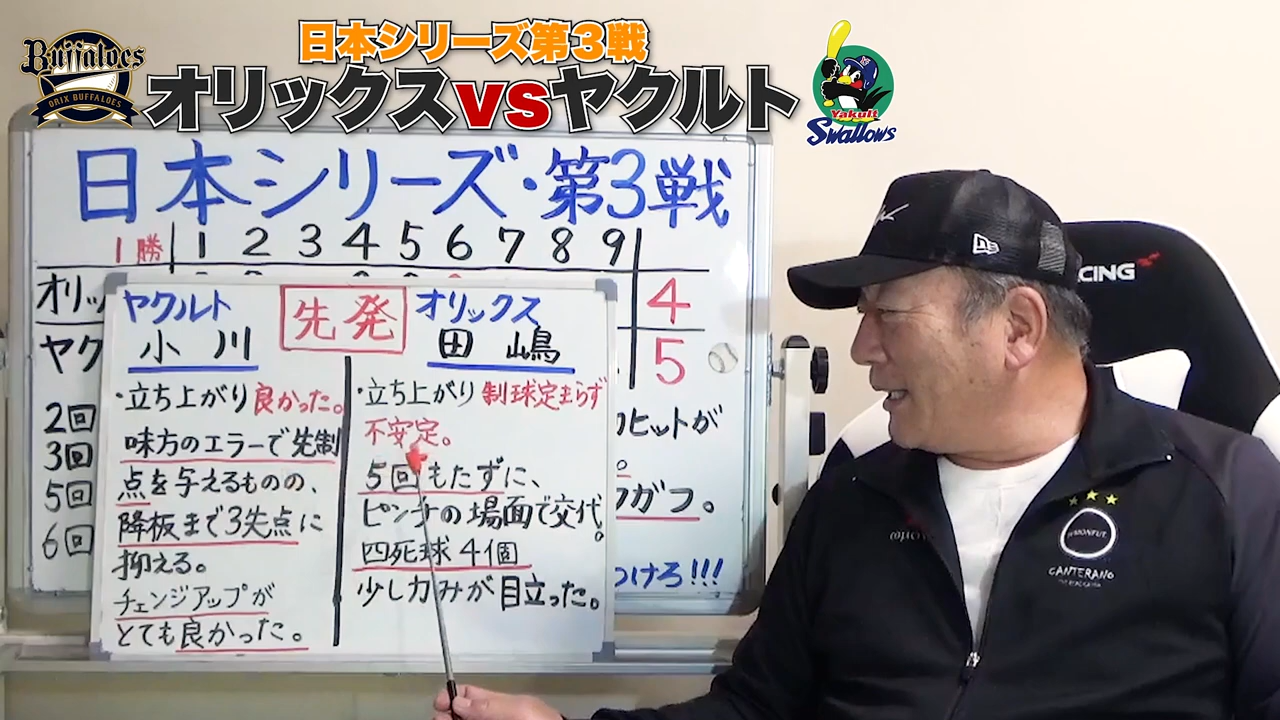 日本シリーズ第3戦
オリックスvsヤクルト
Buffaloes
ORIX BUFFALOES
Yakult
Swallows
日本シリーズ・第3戦
1勝 1 2 3 4 5 6 7 8 9
オリッ 4
ヤク 5
2回
3回
5回
6回
ヒットが
ガフ。
つけろ!!!
先発
ヤクルト
小川
・立ち上がり良かった。
味方のエラーで先制
点を与えるものの、
降板まで3失点に
抑える。
チェンジアップが
とても良かった。
オリックス
田嶋
・立ち上がり制球定まらず
不安定。
5回もたずに、
ピンチの場面で交代。
四死球4個
少し力みが目立った。
CING
CANTERANO